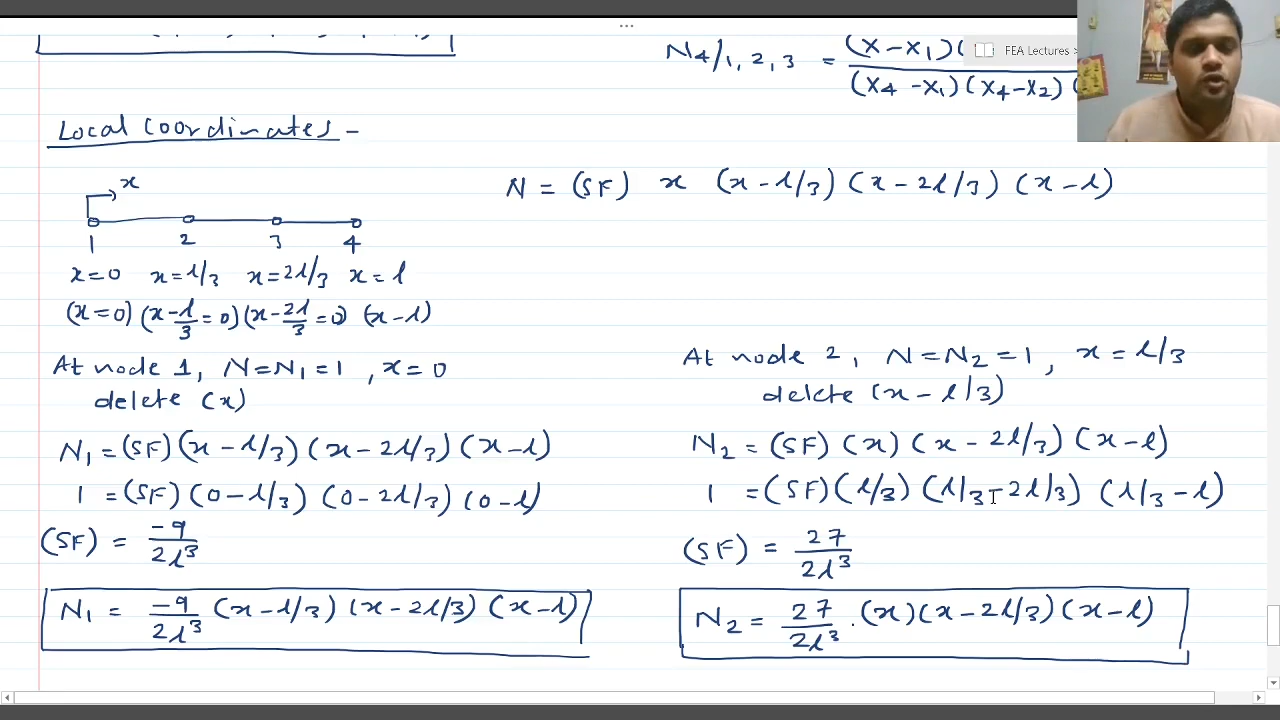 N4/1, 2, 3 = (x-x1)(
(x4-x1)(x4-x2)(
FEA Lectures >
Local Coordinates -
x
N = (SF) x (x-l/3) (x-2l/3) (x-l)
1 2 3 4
x=0 x=l/3 x=2l/3 x=l
(x=0) (x-l/3=0) (x-2l/3=0) (x-l)
At node 1, N=N1=1, x=0
delete (x)
N1 = (SF)(x-l/3)(x-2l/3)(x-l)
1 = (SF)(0-l/3)(0-2l/3)(0-l)
(SF) = -9/2l³
N1 = -9/2l³ (x-l/3)(x-2l/3)(x-l)
At node 2, N=N2=1, x=l/3
delete (x-l/3)
N2 = (SF)(x)(x-2l/3)(x-l)
1 = (SF)(l/3)(l/3-2l/3)(l/3-l)
(SF) = 27/2l³
N2 = 27/2l³ . (x)(x-2l/3)(x-l)